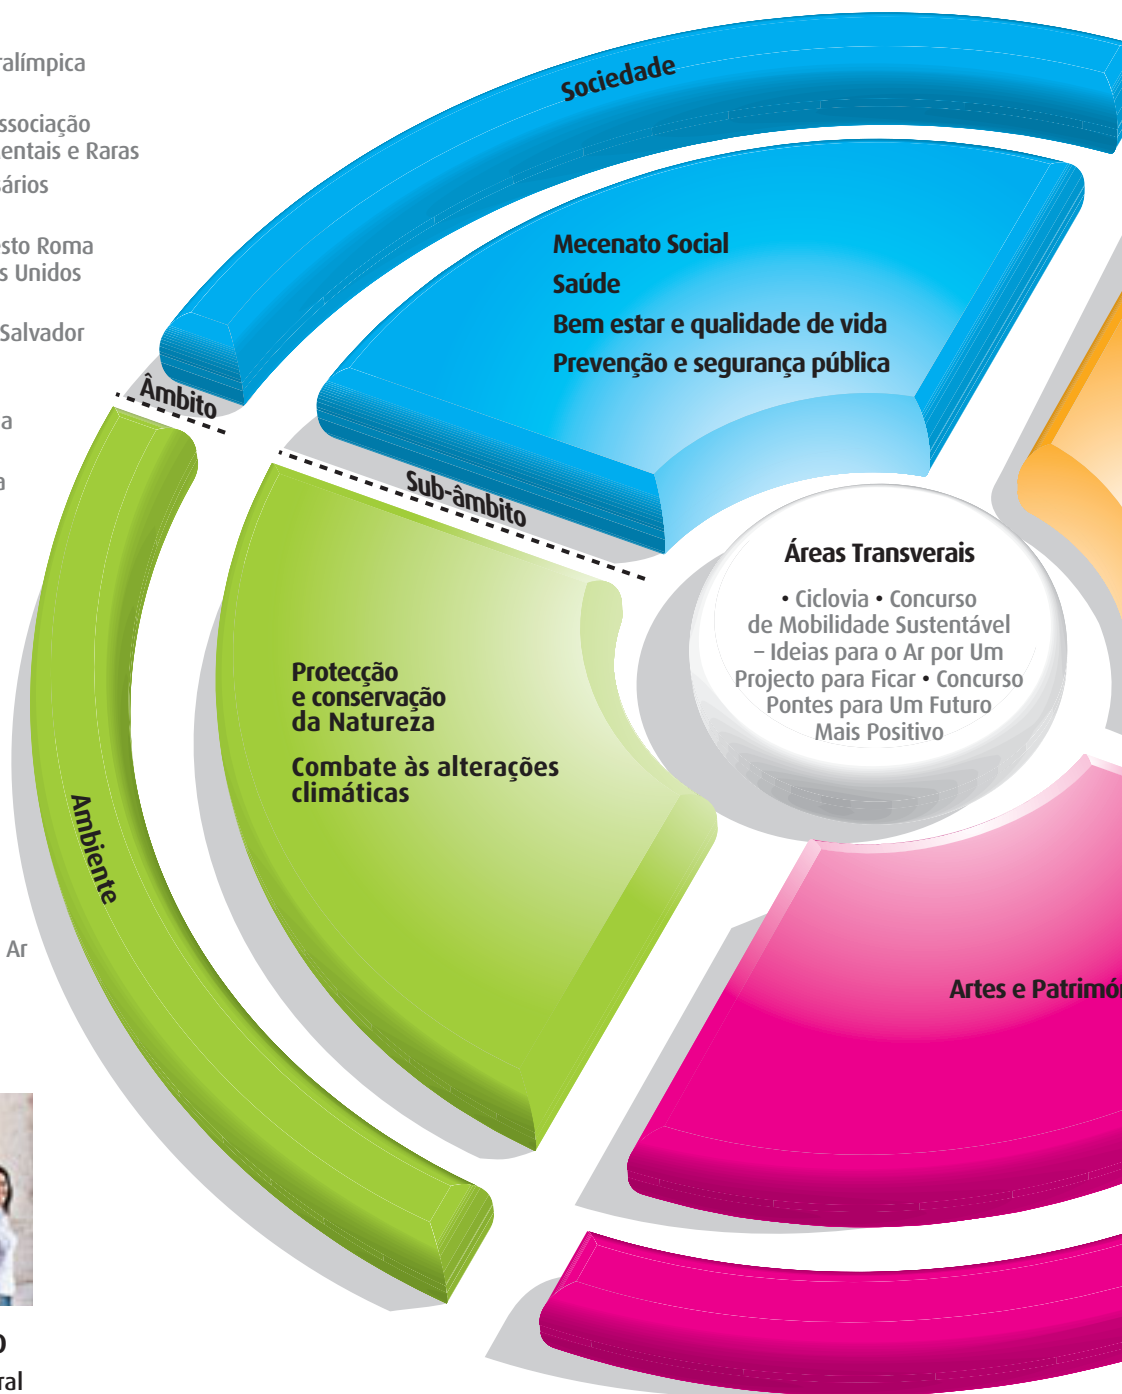 ralímpica
ssociação
entais e Raras
sários
esto Roma
s Unidos
Salvador
a
a
Ar
o
ral
Sociedade
Mecenato Social
Saúde
Bem estar e qualidade de vida
Prevenção e segurança pública
Âmbito
Sub-âmbito
Áreas Transverais
• Ciclovia • Concurso
de Mobilidade Sustentável
– Ideias para o Ar por Um
Projecto para Ficar • Concurso
Pontes para Um Futuro
Mais Positivo
Protecção
e conservação
da Natureza
Combate às alterações
climáticas
Ambiente
Artes e Patrimó